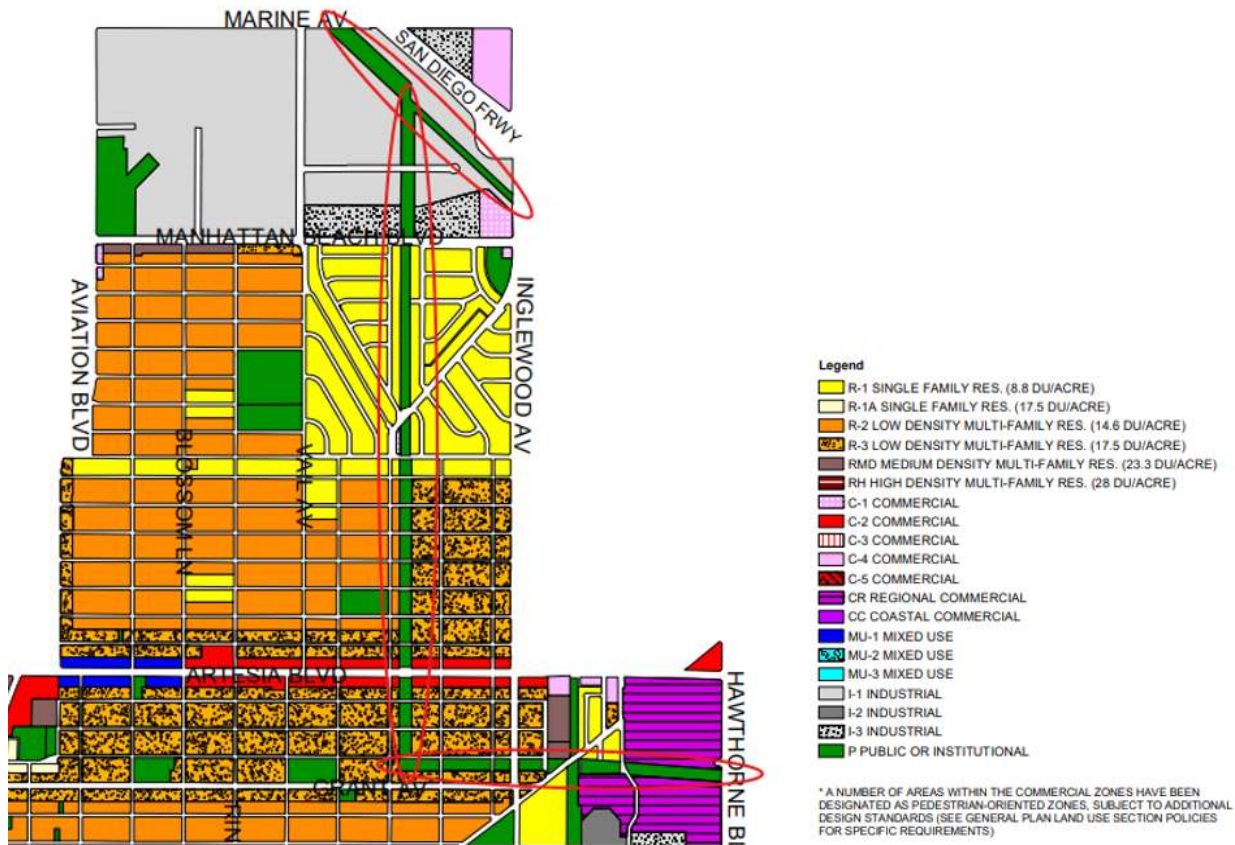 MARINE AV
SAN DIEGO FRWY
MANHATTAN BEACH BLVD
AVIATION BLVD
INGLEWOOD AV
BLOSSOM LN
VAIL AV
ARTESIA BLVD
HAWTHORNE BL
GRANT AV
Legend
R-1 SINGLE FAMILY RES. (8.8 DU/ACRE)
R-1A SINGLE FAMILY RES. (17.5 DU/ACRE)
R-2 LOW DENSITY MULTI-FAMILY RES. (14.6 DU/ACRE)
R-3 LOW DENSITY MULTI-FAMILY RES. (17.5 DU/ACRE)
RMD MEDIUM DENSITY MULTI-FAMILY RES. (23.3 DU/ACRE)
RH HIGH DENSITY MULTI-FAMILY RES. (28 DU/ACRE)
C-1 COMMERCIAL
C-2 COMMERCIAL
C-3 COMMERCIAL
C-4 COMMERCIAL
C-5 COMMERCIAL
CR REGIONAL COMMERCIAL
CC COASTAL COMMERCIAL
MU-1 MIXED USE
MU-2 MIXED USE
MU-3 MIXED USE
I-1 INDUSTRIAL
I-2 INDUSTRIAL
I-3 INDUSTRIAL
P PUBLIC OR INSTITUTIONAL
* A NUMBER OF AREAS WITHIN THE COMMERCIAL ZONES HAVE BEEN
DESIGNATED AS PEDESTRIAN-ORIENTED ZONES, SUBJECT TO ADDITIONAL
DESIGN STANDARDS (SEE GENERAL PLAN LAND USE SECTION POLICIES
FOR SPECIFIC REQUIREMENTS)